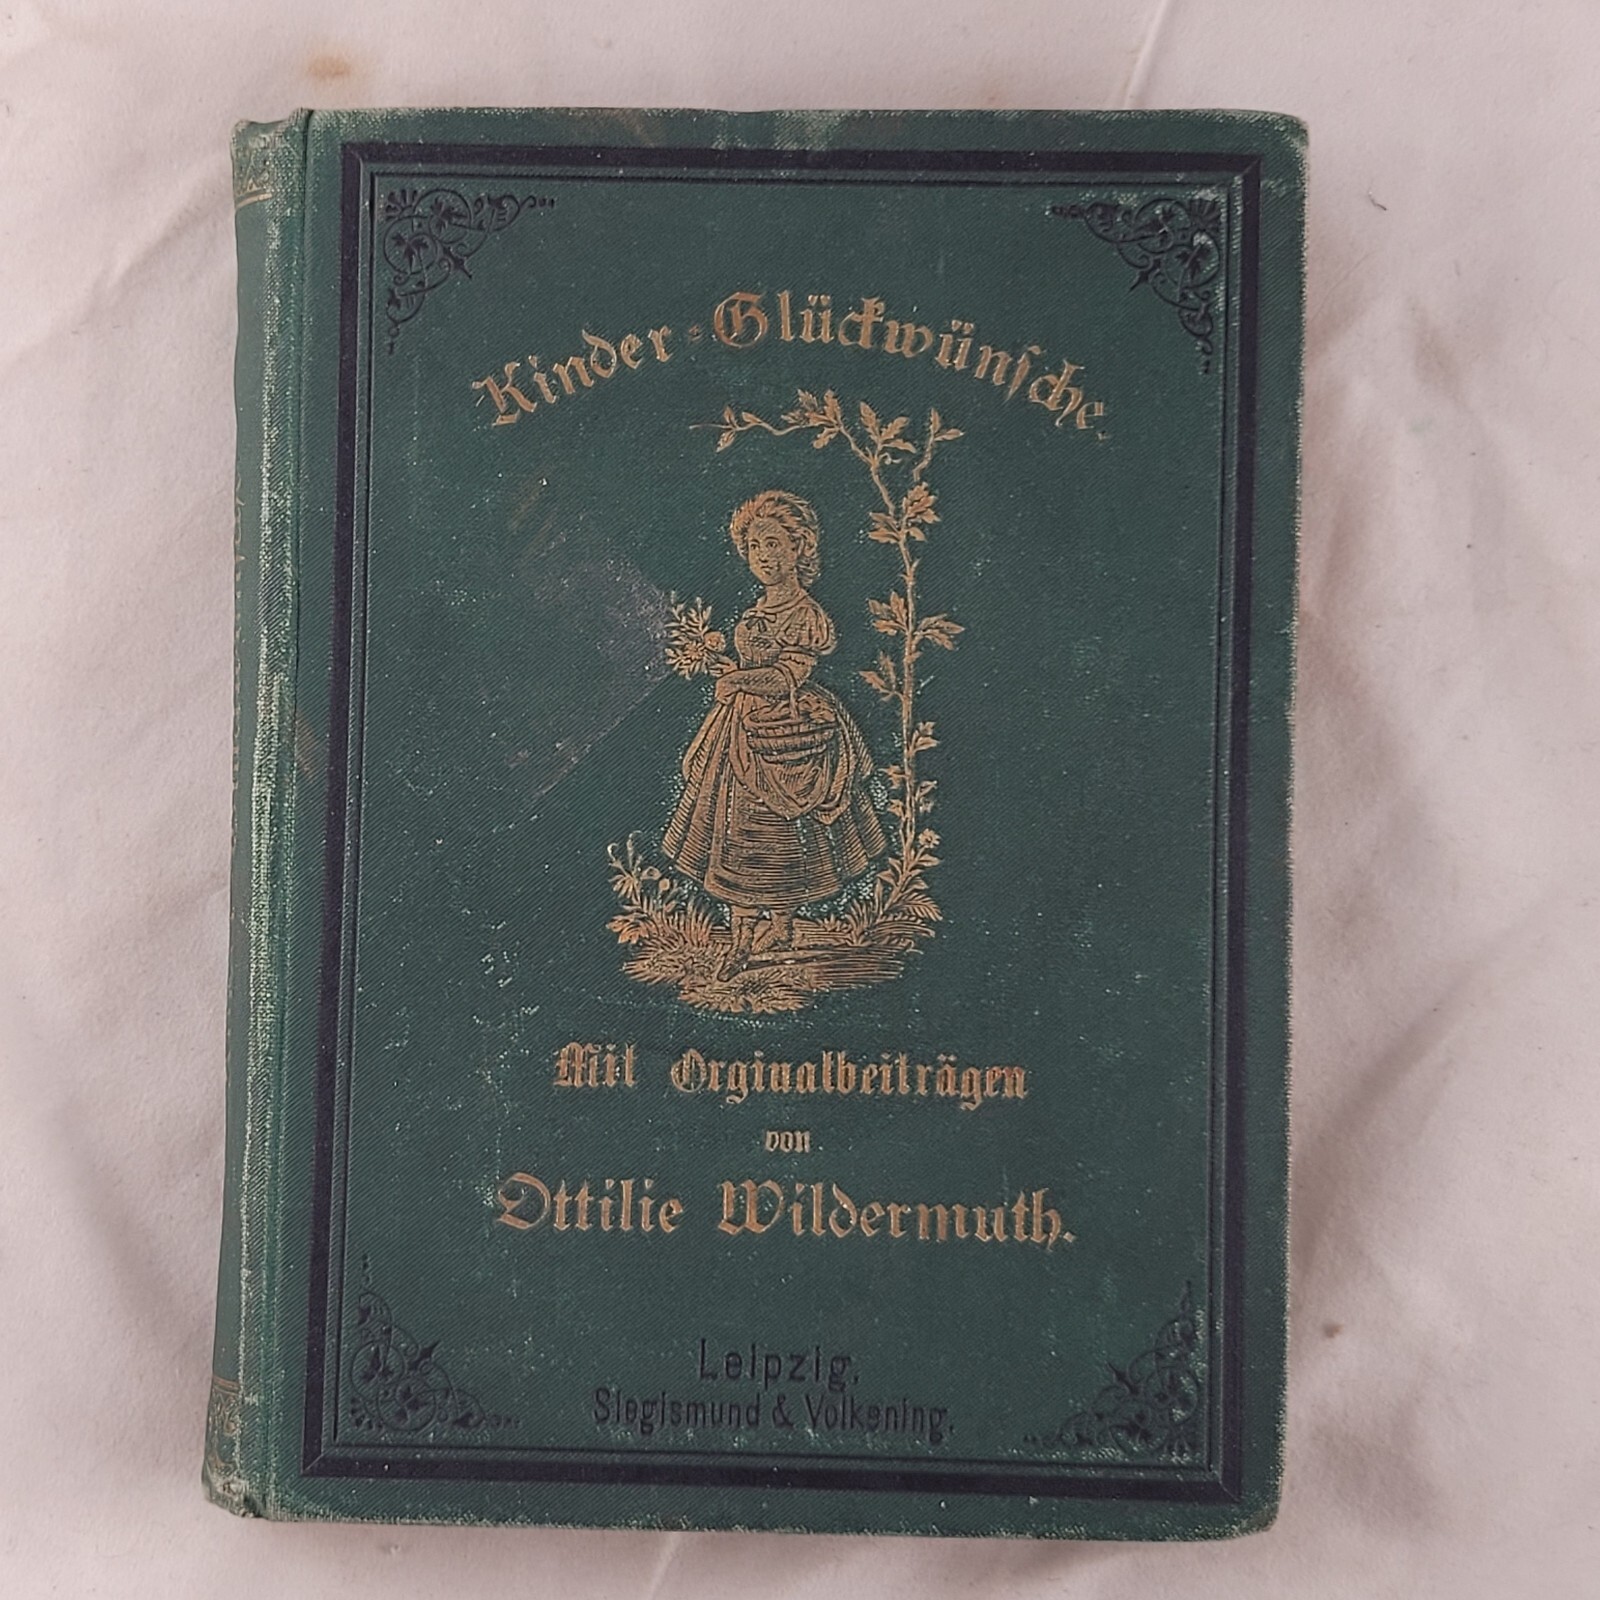 Kinder-Glückwünsche.
Mit Orginalbeiträgen
von
Ottilie Wildermuth.
Leipzig,
Siegismund & Volkening.